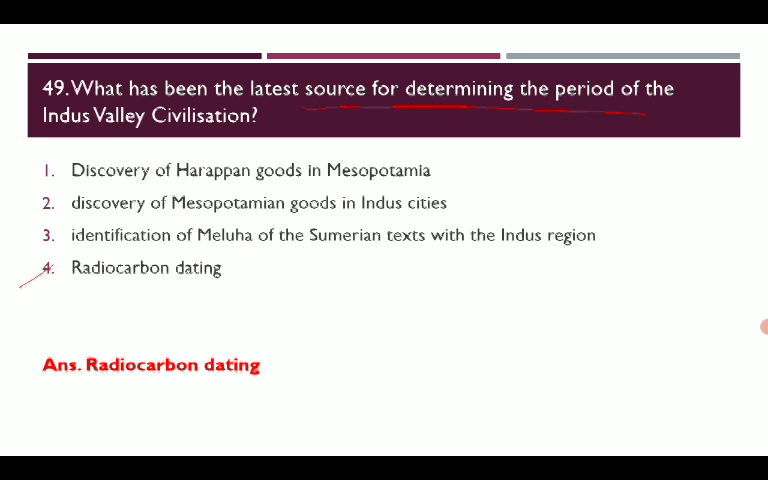 49. What has been the latest source for determining the period of the
Indus Valley Civilisation?
1. Discovery of Harappan goods in Mesopotamia
2. discovery of Mesopotamian goods in Indus cities
3. identification of Meluha of the Sumerian texts with the Indus region
4. Radiocarbon dating
Ans. Radiocarbon dating